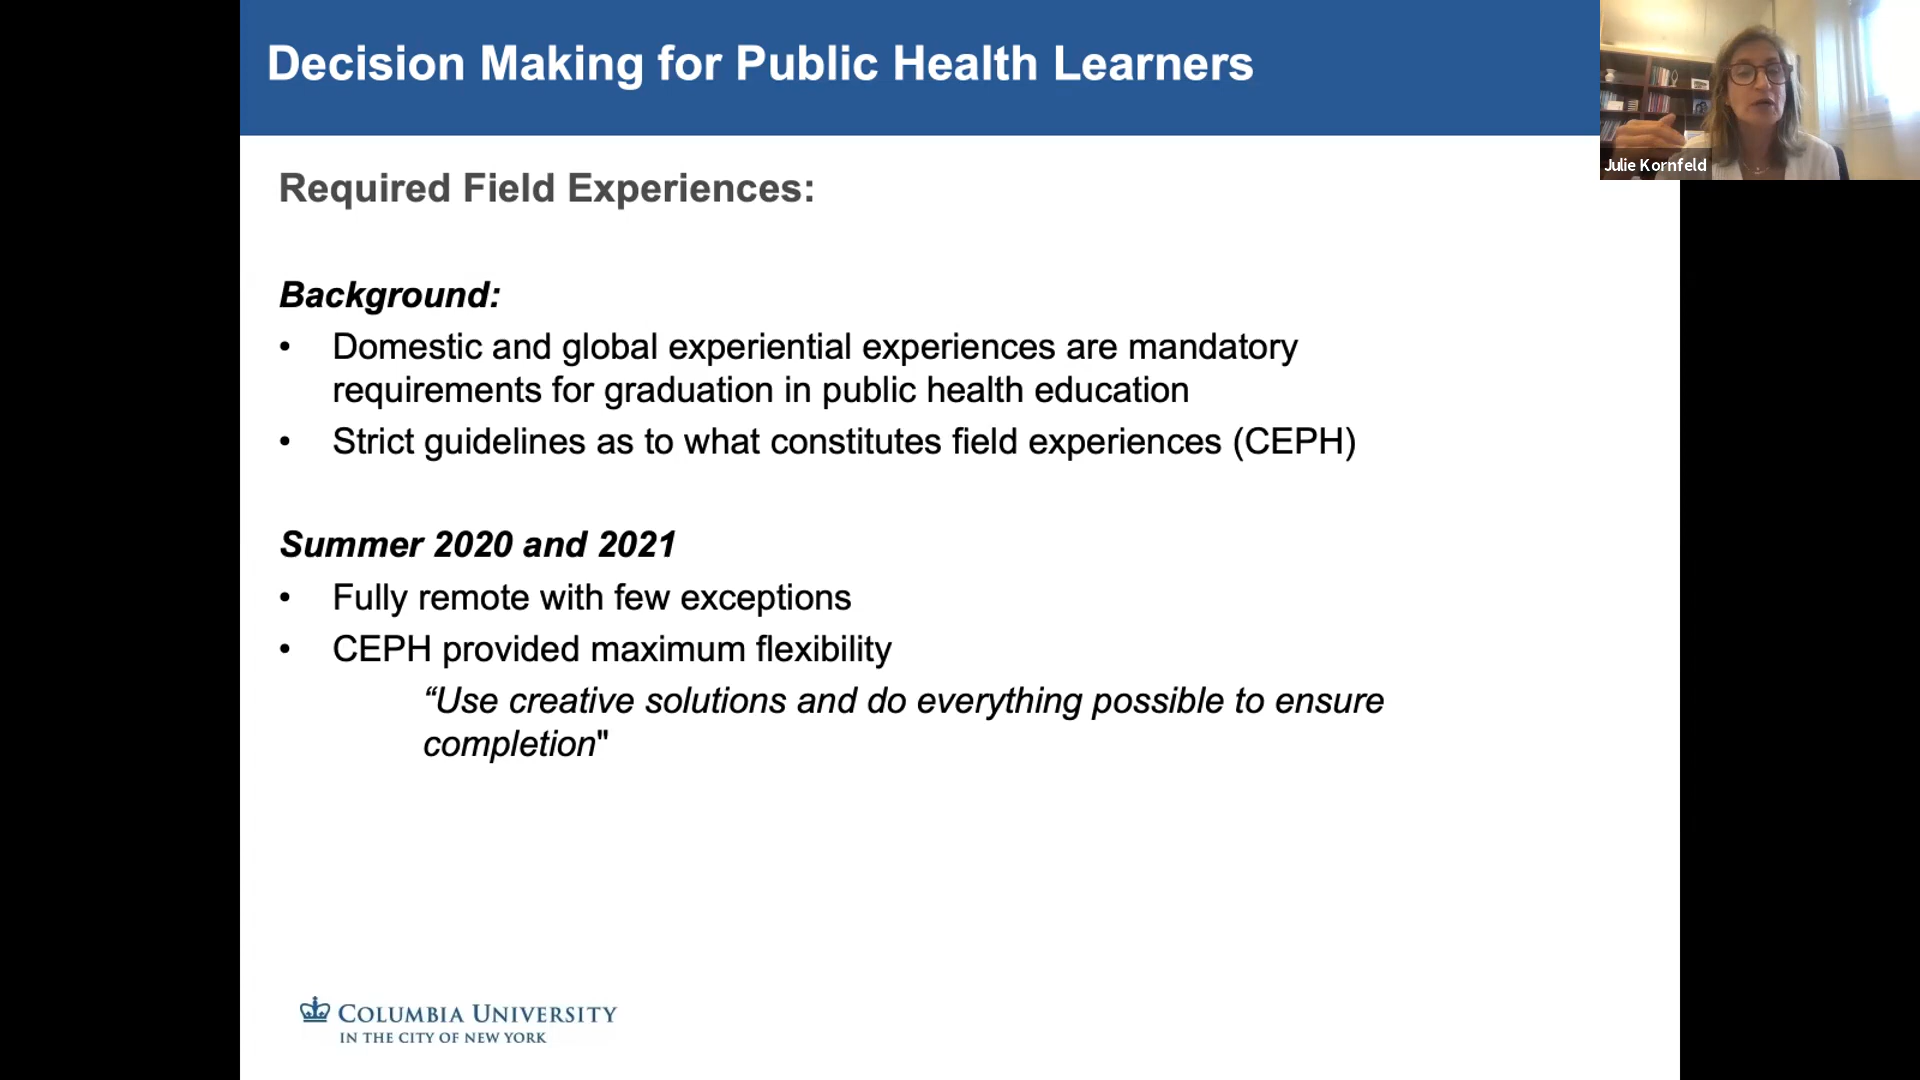 Decision Making for Public Health Learners
Julie Kornfeld
Required Field Experiences:
Background:
• Domestic and global experiential experiences are mandatory
requirements for graduation in public health education
• Strict guidelines as to what constitutes field experiences (CEPH)
Summer 2020 and 2021
• Fully remote with few exceptions
• CEPH provided maximum flexibility
“Use creative solutions and do everything possible to ensure
completion"
COLUMBIA UNIVERSITY
IN THE CITY OF NEW YORK